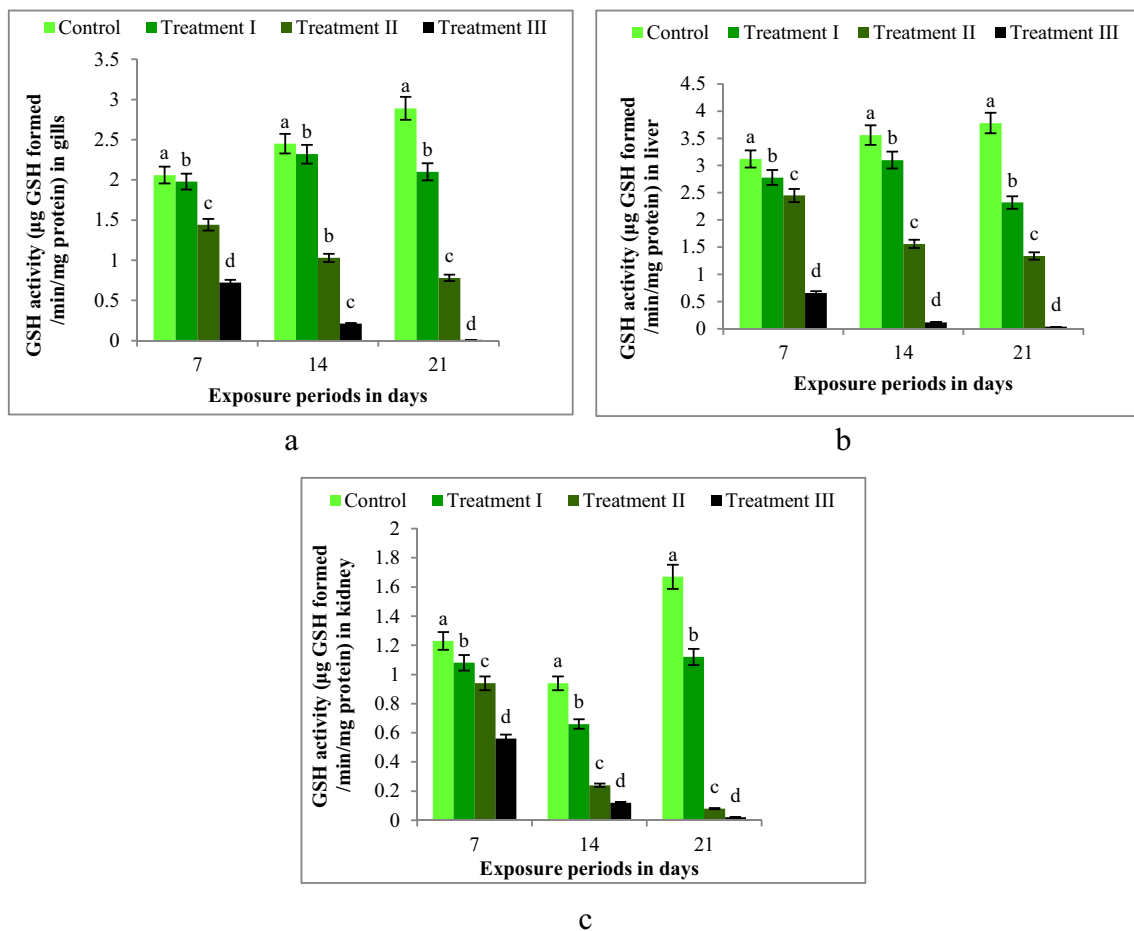 Control Treatment I Treatment II Treatment III
GSH activity (µg GSH formed
/min/mg protein) in gills
3.5
3
2.5
2
1.5
1
0.5
0
a b c d
a b b c
a b c d
7 14 21
Exposure periods in days
a
Control Treatment I Treatment II Treatment III
GSH activity (µg GSH formed
/min/mg protein) in liver
4.5
4
3.5
3
2.5
2
1.5
1
0.5
0
a b c d
a b c d
a b c d
7 14 21
Exposure periods in days
b
Control Treatment I Treatment II Treatment III
GSH activity (µg GSH formed
/min/mg protein) in kidney
2
1.8
1.6
1.4
1.2
1
0.8
0.6
0.4
0.2
0
a b c d
a b c d
a b c d
7 14 21
Exposure periods in days
c